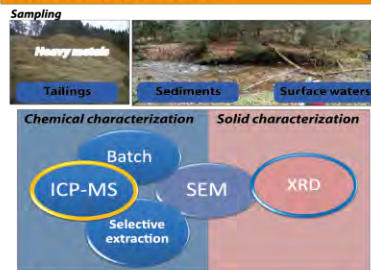 Sampling
Heavy metals
Tailings
Sediments
Surface waters
Chemical characterization
Solid characterization
Batch
ICP-MS
SEM
XRD
Selective
extraction